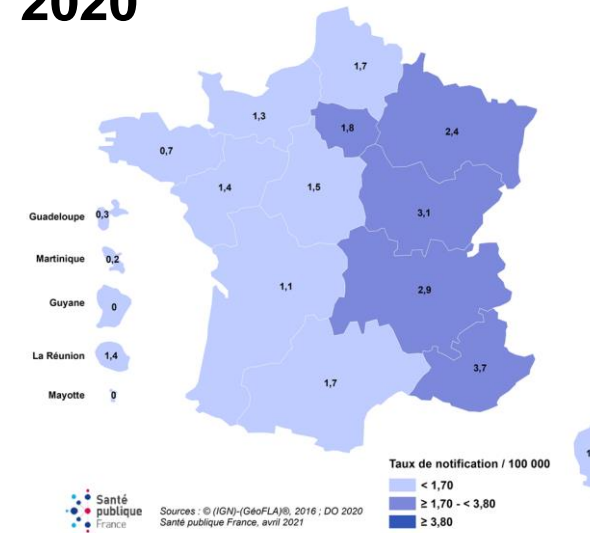 2020
1,7
1,3
1,8
2,4
0,7
1,4
1,5
3,1
Guadeloupe 0,3
Martinique 0,2
1,1
2,9
Guyane 0
La Réunion 1,4
1,7
3,7
Mayotte 0
Taux de notification / 100 000
< 1,70
≥ 1,70 - < 3,80
≥ 3,80
Santé
publique
France
Sources : © (IGN)-(GéoFLA)®, 2016 ; DO 2020
Santé publique France, avril 2021